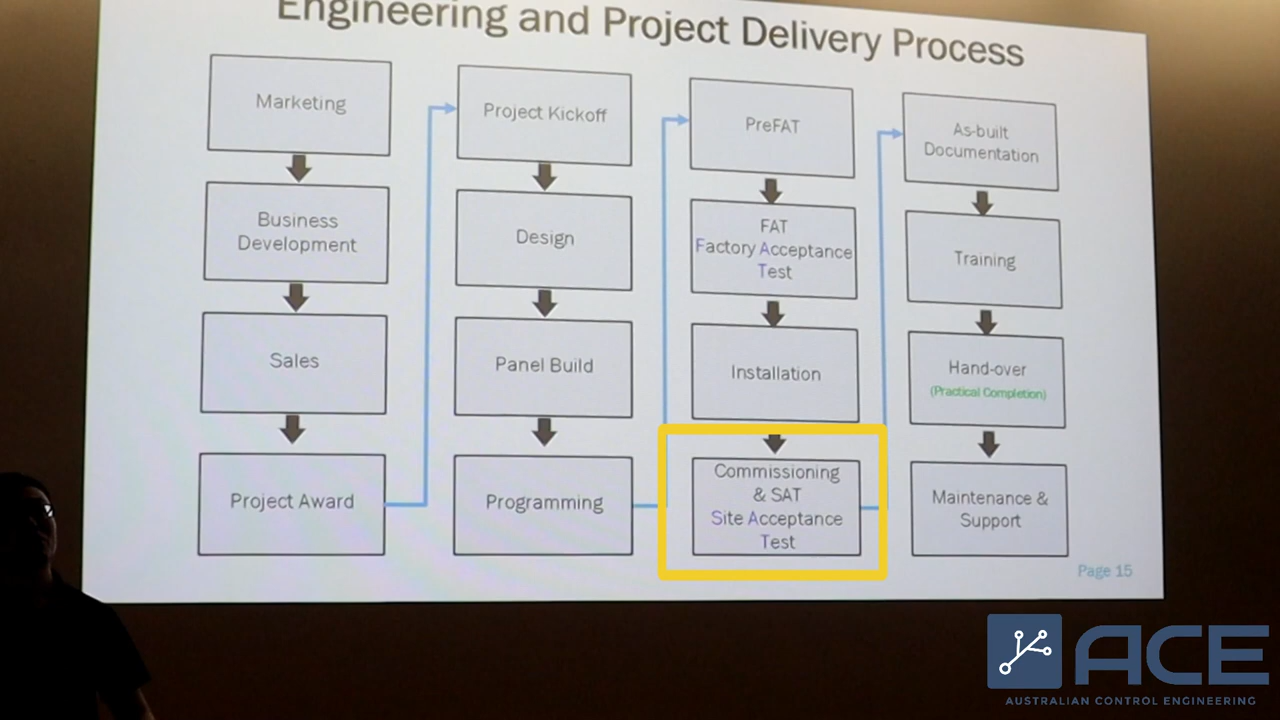 Engineering and Project Delivery Process
Marketing
Business
Development
Sales
Project Award
Project Kickoff
Design
Panel Build
Programming
PreFAT
FAT
Factory Acceptance
Test
Installation
Commissioning
& SAT
Site Acceptance
Test
As-built
Documentation
Training
Hand-over
(Practical Completion)
Maintenance &
Support
Page 15
ACE
AUSTRALIAN CONTROL ENGINEERING